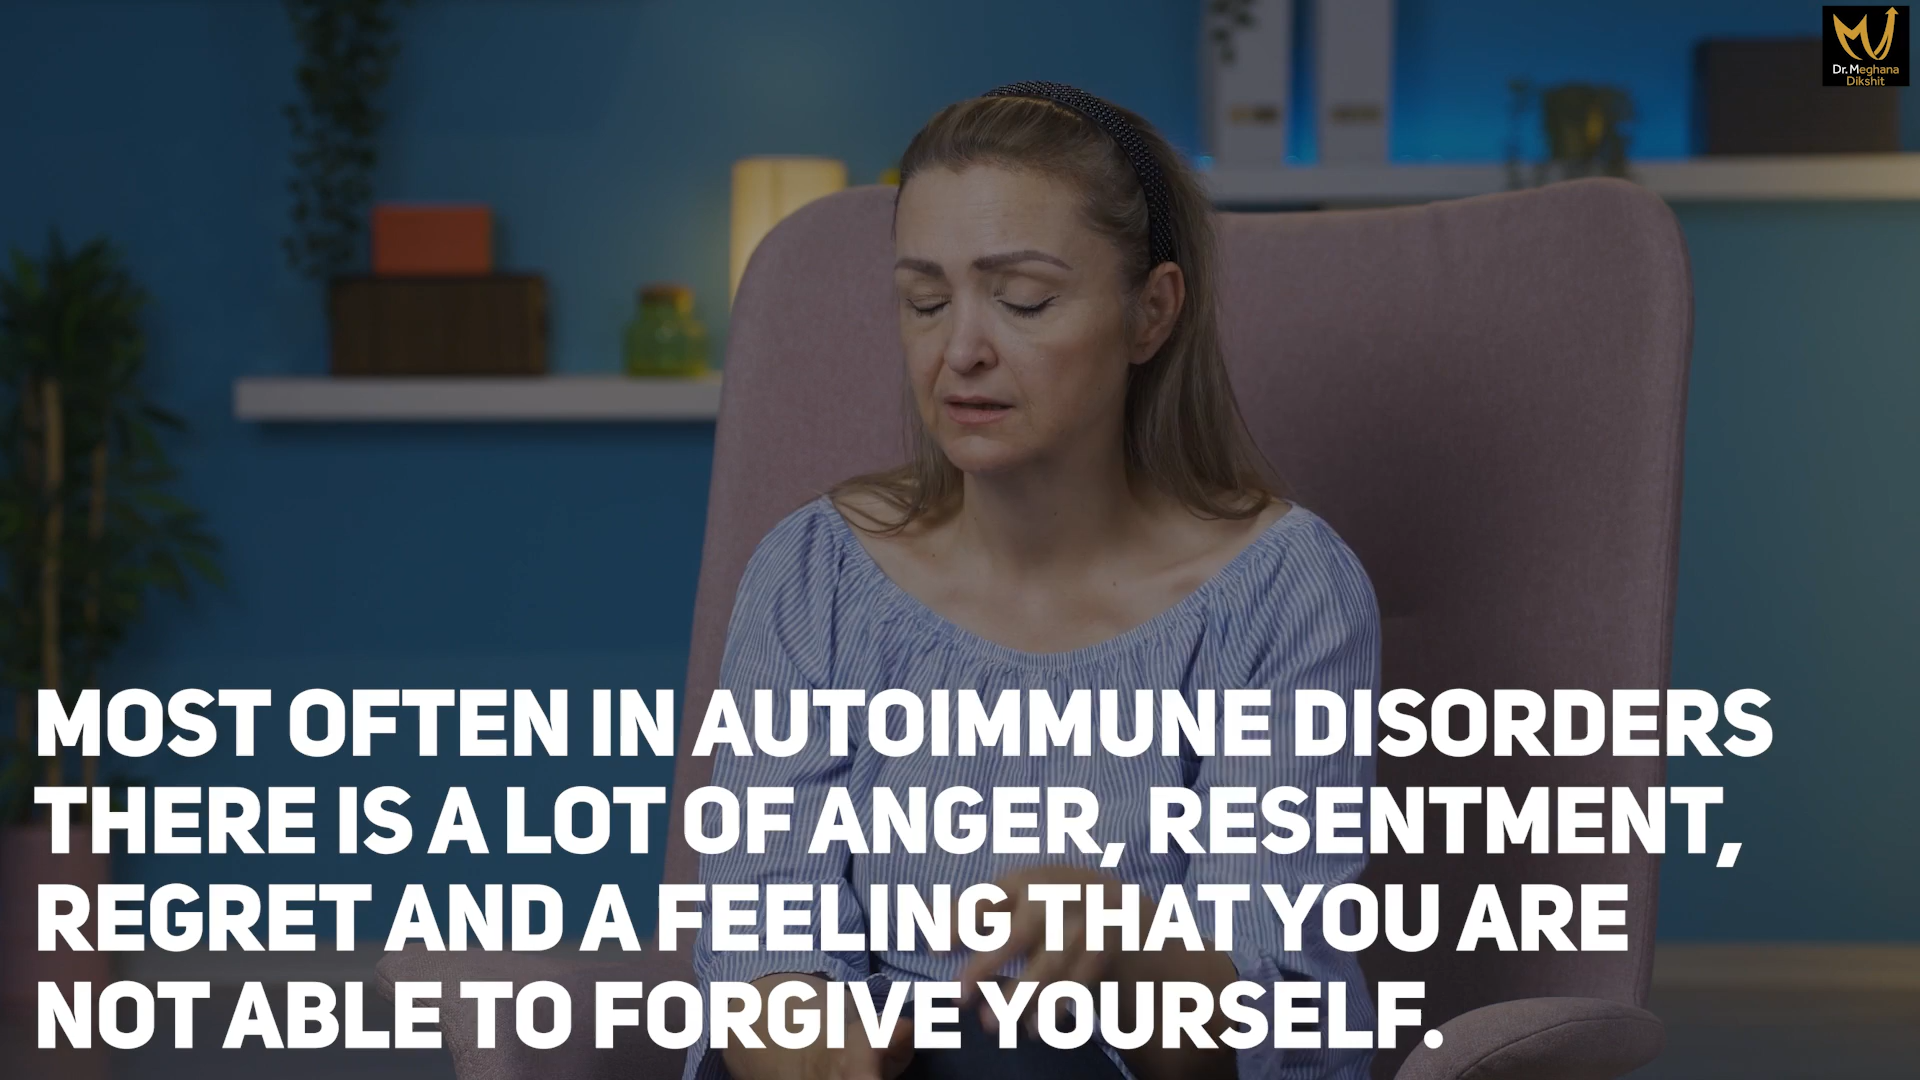 Dr. Meghana
Dikshit
MOST OFTEN IN AUTOIMMUNE DISORDERS
THERE IS A LOT OF ANGER, RESENTMENT,
REGRET AND A FEELING THAT YOU ARE
NOT ABLE TO FORGIVE YOURSELF.